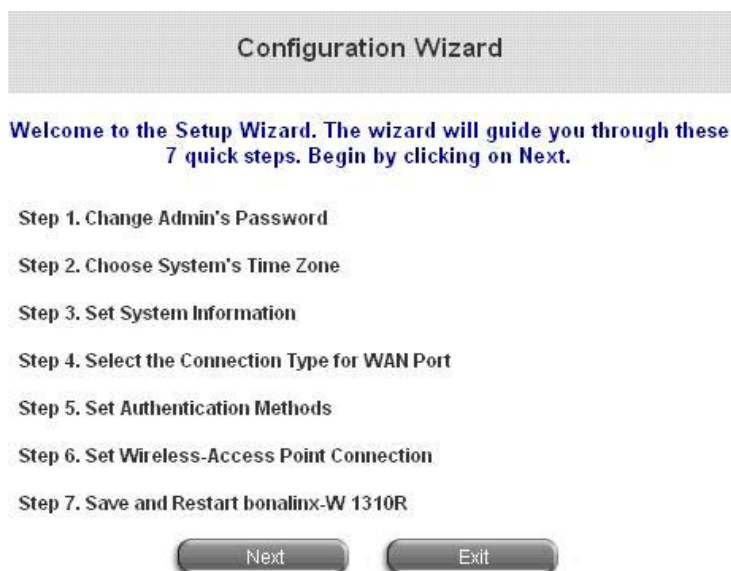 Configuration Wizard
Welcome to the Setup Wizard. The wizard will guide you through these
7 quick steps. Begin by clicking on Next.
Step 1. Change Admin's Password
Step 2. Choose System's Time Zone
Step 3. Set System Information
Step 4. Select the Connection Type for WAN Port
Step 5. Set Authentication Methods
Step 6. Set Wireless-Access Point Connection
Step 7. Save and Restart bonalinx-W 1310R
Next Exit